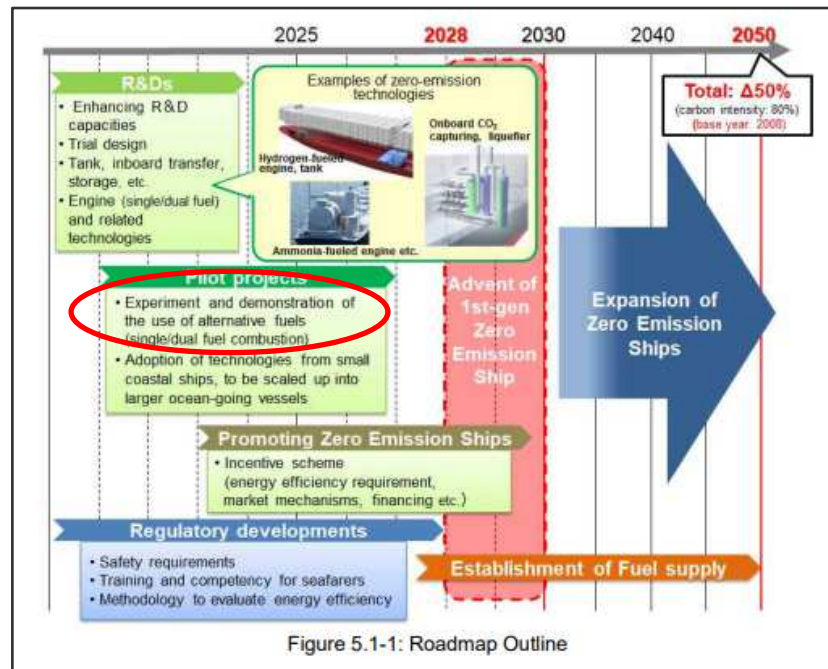 2025 2028 2030 2040 2050
R&Ds
• Enhancing R&D
capacities
• Trial design
• Tank, inboard transfer,
storage, etc.
• Engine (single/dual fuel)
and related
technologies
Examples of zero-emission
technologies
Hydrogen-fueled
engine, tank
Onboard CO₂
capturing, liquefier
Ammonia-fueled engine etc.
Total: Δ50%
(carbon intensity: 80%)
(base year: 2008)
Pilot projects
• Experiment and demonstration of
the use of alternative fuels
(single/dual fuel combustion)
• Adoption of technologies from small
coastal ships, to be scaled up into
larger ocean-going vessels
Advent of
1st-gen
Zero
Emission
Ship
Expansion of
Zero Emission
Ships
Promoting Zero Emission Ships
• Incentive scheme
(energy efficiency requirement,
market mechanisms, financing etc.)
Regulatory developments
• Safety requirements
• Training and competency for seafarers
• Methodology to evaluate energy efficiency
Establishment of Fuel supply
Figure 5.1-1: Roadmap Outline